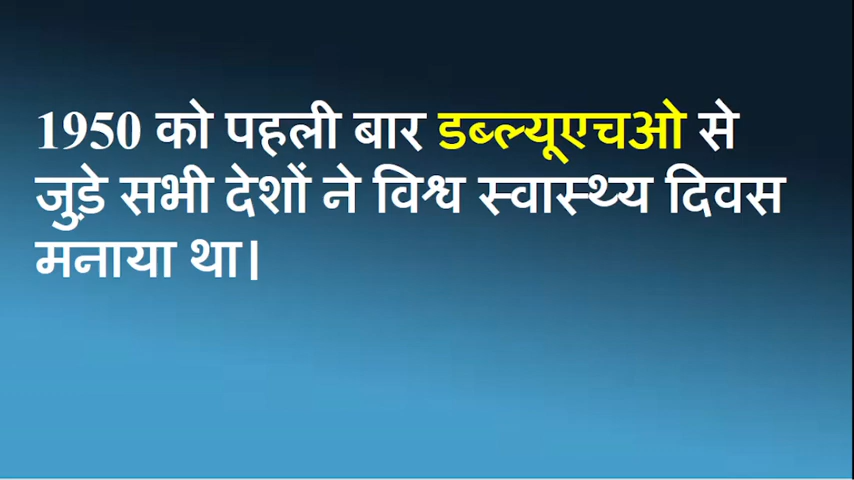 1950 को पहली बार डब्ल्यूएचओ से
जुड़े सभी देशों ने विश्व स्वास्थ्य दिवस
मनाया था।